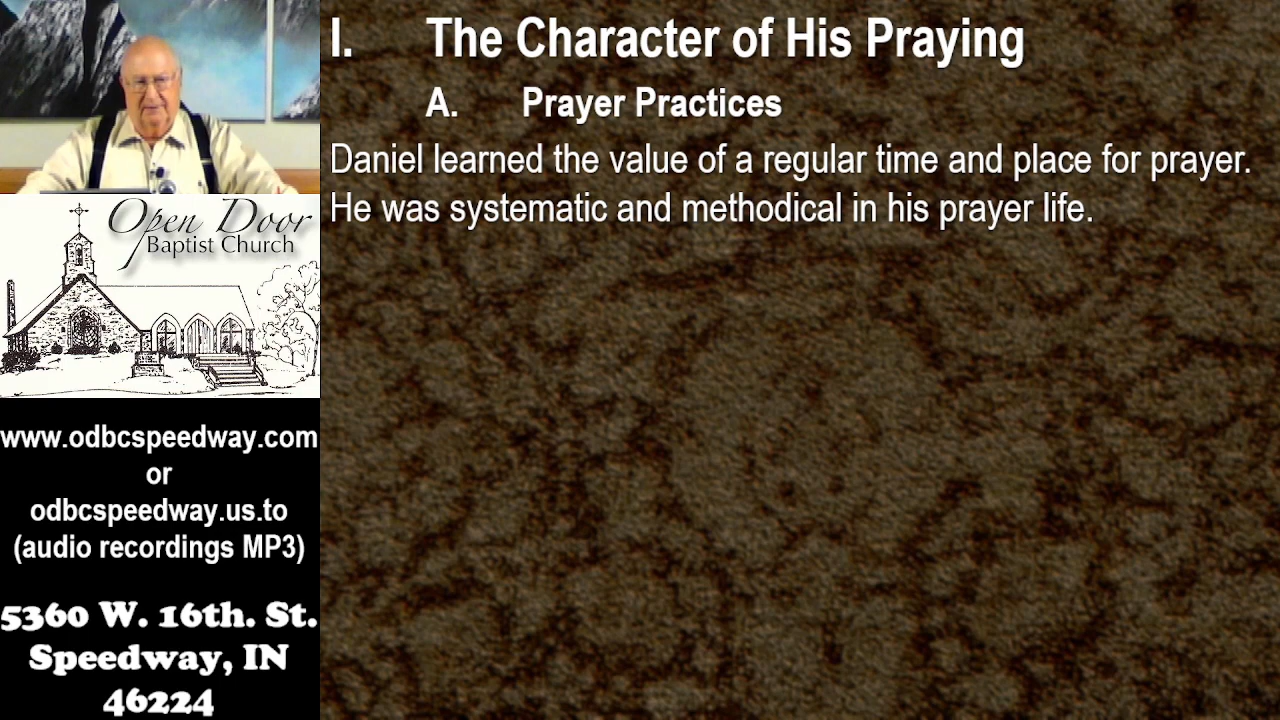 I. The Character of His Praying
A. Prayer Practices
Daniel learned the value of a regular time and place for prayer.
He was systematic and methodical in his prayer life.
Open Door
Baptist Church
www.odbcspeedway.com
or
odbcspeedway.us.to
(audio recordings MP3)
5360 W. 16th. St.
Speedway, IN
46224